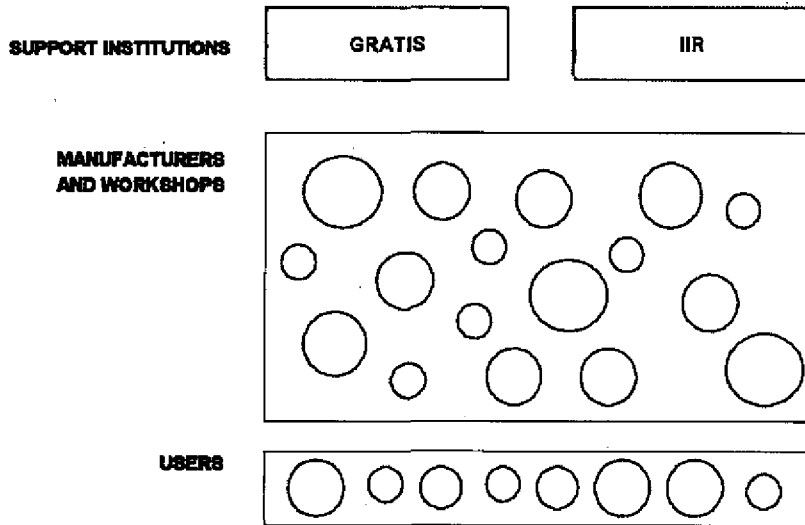 SUPPORT INSTITUTIONS
GRATIS
IIR
MANUFACTURERS
AND WORKSHOPS
USERS